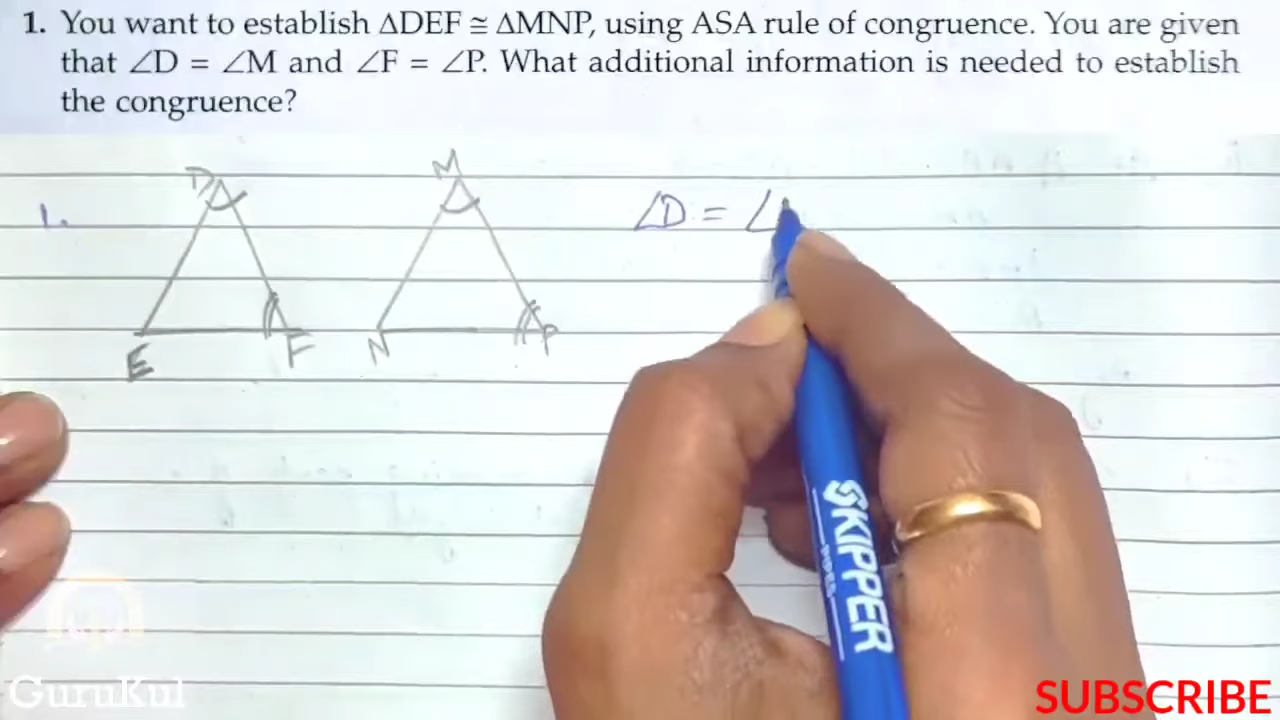 1. You want to establish ΔDEF ≅ ΔMNP, using ASA rule of congruence. You are given
that ∠D = ∠M and ∠F = ∠P. What additional information is needed to establish
the congruence?
1.
D
M
∠D = ∠
E
F
N
P
SKIPPER
PIPES
GuruKul
SUBSCRIBE